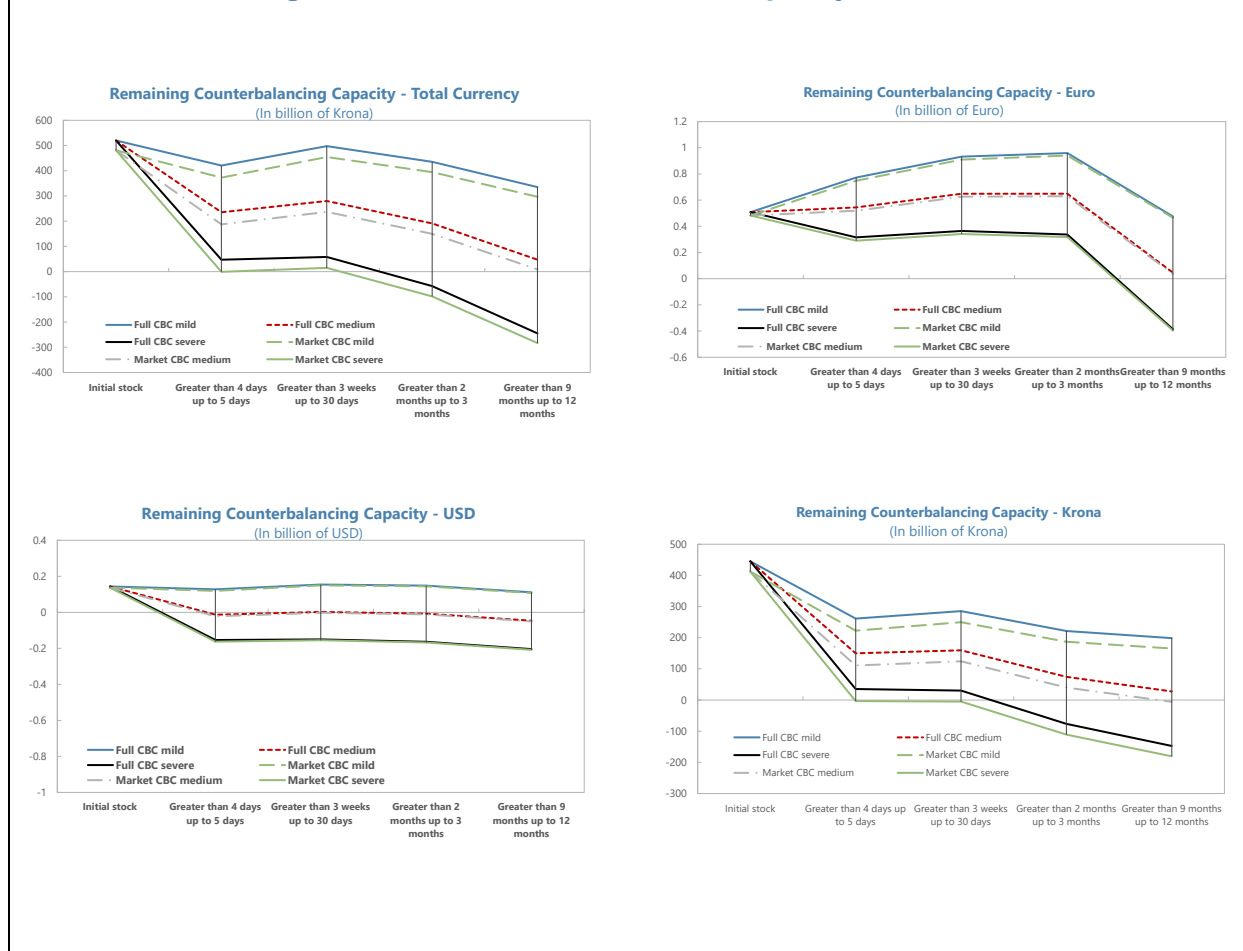 Remaining Counterbalancing Capacity - Total Currency
(In billion of Krona)
600
500
400
300
200
100
0
-100
-200
-300
-400
Full CBC mild
Full CBC medium
Full CBC severe
Market CBC mild
Market CBC medium
Market CBC severe
Initial stock
Greater than 4 days
up to 5 days
Greater than 3 weeks
up to 30 days
Greater than 2
months up to 3
months
Greater than 9
months up to 12
months
Remaining Counterbalancing Capacity - Euro
(In billion of Euro)
1.2
1
0.8
0.6
0.4
0.2
0
-0.2
-0.4
-0.6
Full CBC mild
Full CBC medium
Full CBC severe
Market CBC mild
Market CBC medium
Market CBC severe
Initial stock
Greater than 4 days
up to 5 days
Greater than 3 weeks
up to 30 days
Greater than 2 months
up to 3 months
Greater than 9 months
up to 12 months
Remaining Counterbalancing Capacity - USD
(In billion of USD)
0.4
0.2
0
-0.2
-0.4
-0.6
-0.8
-1
Full CBC mild
Full CBC medium
Full CBC severe
Market CBC mild
Market CBC medium
Market CBC severe
Initial stock
Greater than 4 days
up to 5 days
Greater than 3 weeks
up to 30 days
Greater than 2
months up to 3
months
Greater than 9
months up to 12
months
Remaining Counterbalancing Capacity - Krona
(In billion of Krona)
500
400
300
200
100
0
-100
-200
-300
Full CBC mild
Full CBC medium
Full CBC severe
Market CBC mild
Market CBC medium
Market CBC severe
Initial stock
Greater than 4 days up
to 5 days
Greater than 3 weeks
up to 30 days
Greater than 2 months
up to 3 months
Greater than 9 months
up to 12 months